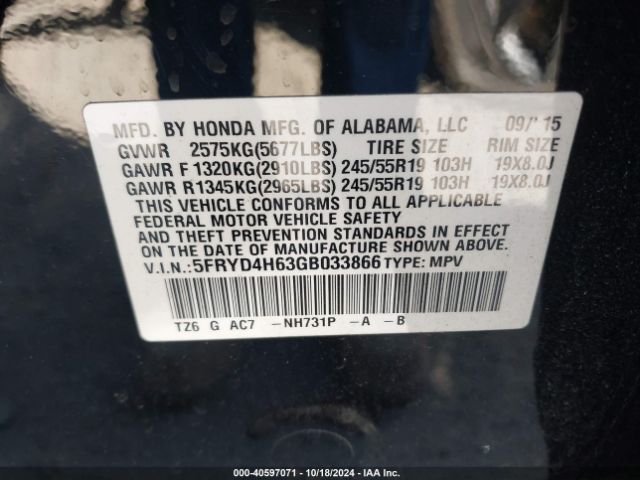 MFD. BY HONDA MFG. OF ALABAMA, LLC 09/' 15
GVWR 2575KG(5677LBS) TIRE SIZE RIM SIZE
GAWR F 1320KG(2910LBS) 245/55R19 103H 19X8.0J
GAWR R1345KG(2965LBS) 245/55R19 103H 19X8.0J
THIS VEHICLE CONFORMS TO ALL APPLICABLE
FEDERAL MOTOR VEHICLE SAFETY
AND THEFT PREVENTION STANDARDS IN EFFECT
ON THE DATE OF MANUFACTURE SHOWN ABOVE.
V.I.N.:5FRYD4H63GB033866 TYPE: MPV
TZ6 G AC7 -NH731P -A -B
(OO) - 40597071 - 10/18/2024 - IAA